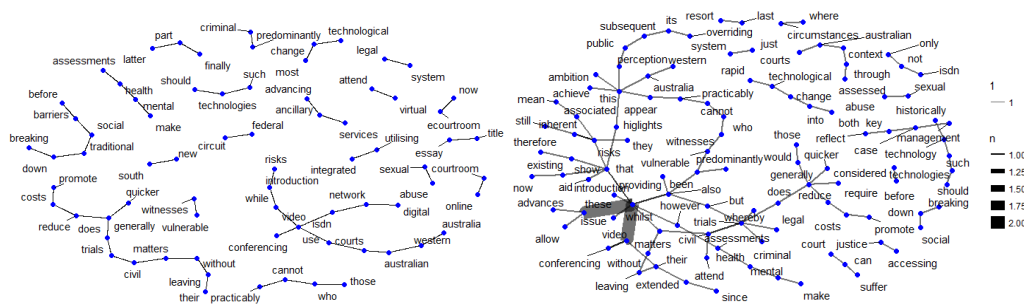 criminal
predominantly
technological
part
latter
finally
change
most
legal
system
assessments
health
mental
make
should
such
technologies
advancing
ancillary
services
attend
virtual
now
before
barriers
social
traditional
breaking
down
new
circuit
federal
integrated
utilising
ecourtroom
title
essay
sexual
abuse
courtroom
online
promote
costs
reduce
does
south
quicker
generally
trials
civil
matters
without
leaving
their
witnesses
vulnerable
risks
introduction
while
video
conferencing
isdn
use
network
courts
digital
australia
western
australian
practicably
cannot
who
those
subsequent
its
overriding
resort
last
where
public
perception
western
system
just
courts
circumstances
australian
context
through
assessed
abuse
only
not
isdn
sexual
ambition
achieve
this
australia
practicably
cannot
who
rapid
technological
change
into
mean
associated
appear
higlights
still
inherent
they
risks
therefore
existing
show
that
now
aid
introduction
advances
these
issue
allow
whilst
video
conferencing
without
matters
leaving
extended
their
since
witnesses
vulnerable
predominantly
providing
been
also
however
but
trials
whereby
civil
assessments
criminal
attend
health
mental
make
legal
those
would
quicker
generally
does
considered
reduce
require
costs
historically
both
key
reflect
case
management
technology
such
technologies
should
before
down
breaking
promote
social
court
justice
can
accessing
suffer
1
1
n
1.00
1.25
1.50
1.75
2.00